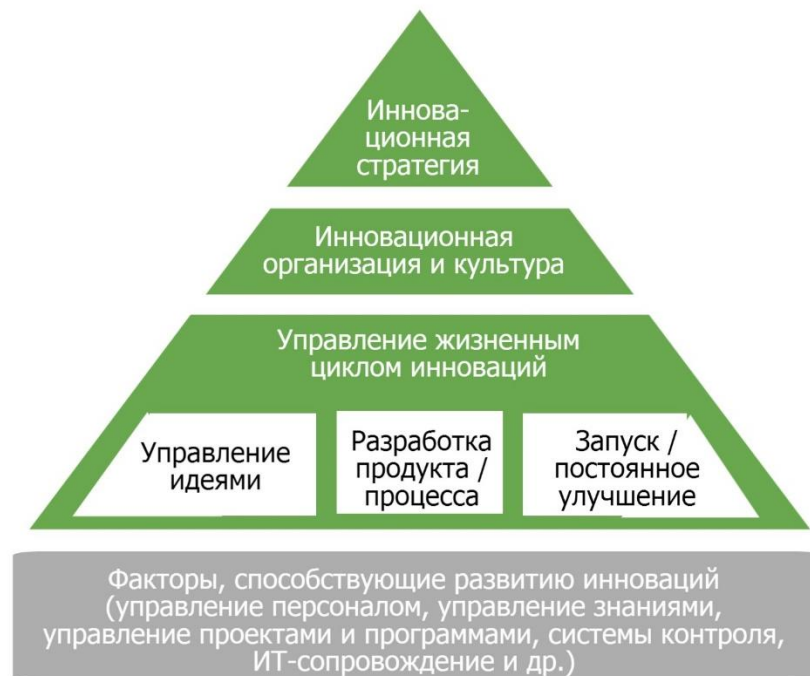 Иннова-
ционная
стратегия
Инновационная
организация и культура
Управление жизненным
циклом инноваций
Управление
идеями
Разработка
продукта /
процесса
Запуск /
постоянное
улучшение
Факторы, способствующие развитию инноваций
(управление персоналом, управление знаниями,
управление проектами и программами, системы контроля,
ИТ-сопровождение и др.)